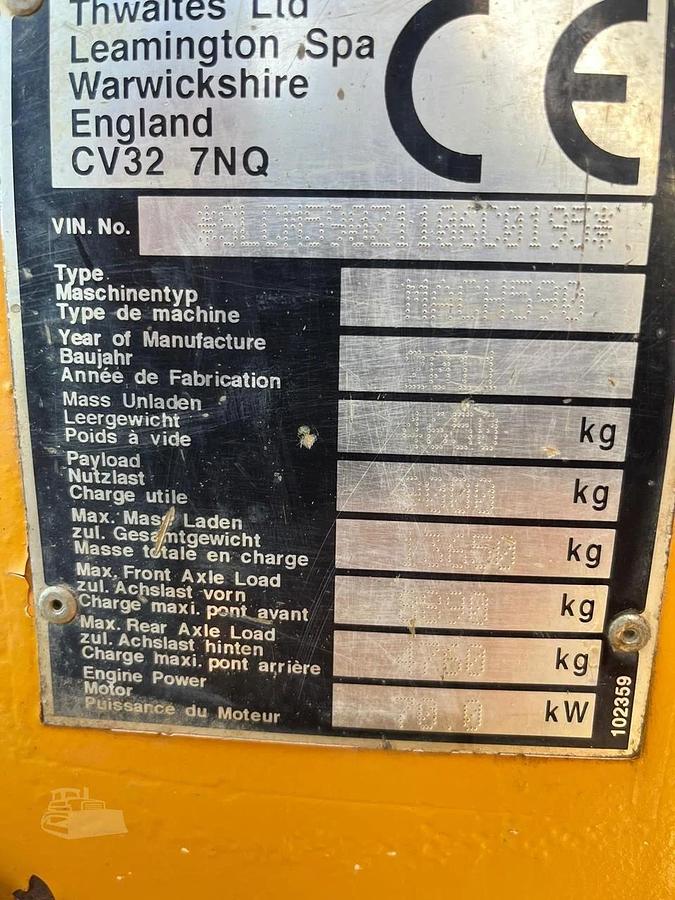 Thwaites Ltd
Leamington Spa
Warwickshire
England
CV32 7NQ
CE
VIN. No.
Type
Maschinentyp
Type de machine
MACH590
Year of Manufacture
Baujahr
Année de Fabrication
Mass Unladen
Leergewicht
Poids à vide
kg
Payload
Nutzlast
Charge utile
kg
Max. Mass Laden
zul. Gesamtgewicht
Masse totale en charge
kg
Max. Front Axle Load
zul. Achslast vorn
Charge maxi. pont avant
kg
Max. Rear Axle Load
zul. Achslast hinten
Charge maxi. pont arrière
kg
Engine Power
Motor
Puissance du Moteur
kW
102359